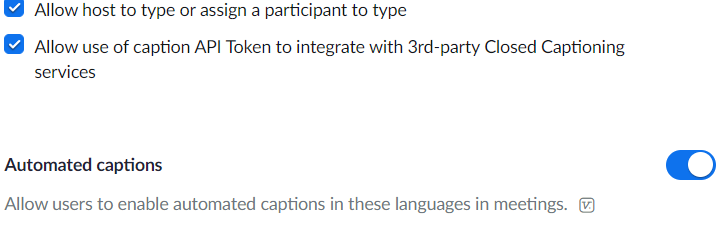 Allow host to type or assign a participant to type
Allow use of caption API Token to integrate with 3rd-party Closed Captioning
services
Automated captions
Allow users to enable automated captions in these languages in meetings.